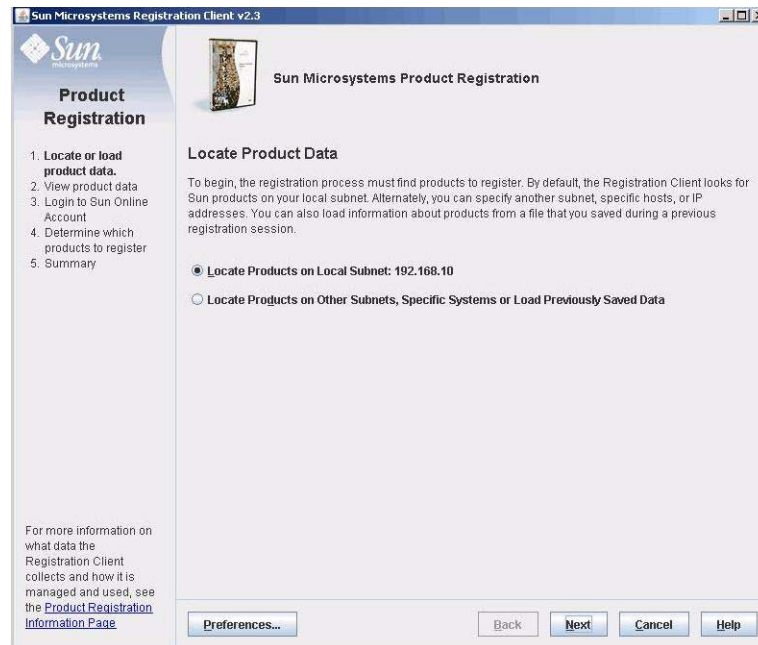 Sun Microsystems Registration Client v2.3
Sun
microsystems
Product
Registration
1. Locate or load
product data.
2. View product data
3. Login to Sun Online
Account
4. Determine which
products to register
5. Summary
For more information on
what data the
Registration Client
collects and how it is
managed and used, see
the Product Registration
Information Page
Sun Microsystems Product Registration
Locate Product Data
To begin, the registration process must find products to register. By default, the Registration Client looks for
Sun products on your local subnet. Alternately, you can specify another subnet, specific hosts, or IP
addresses. You can also load information about products from a file that you saved during a previous
registration session.
Locate Products on Local Subnet: 192.168.10
Locate Products on Other Subnets, Specific Systems or Load Previously Saved Data
Preferences...
Back
Next
Cancel
Help